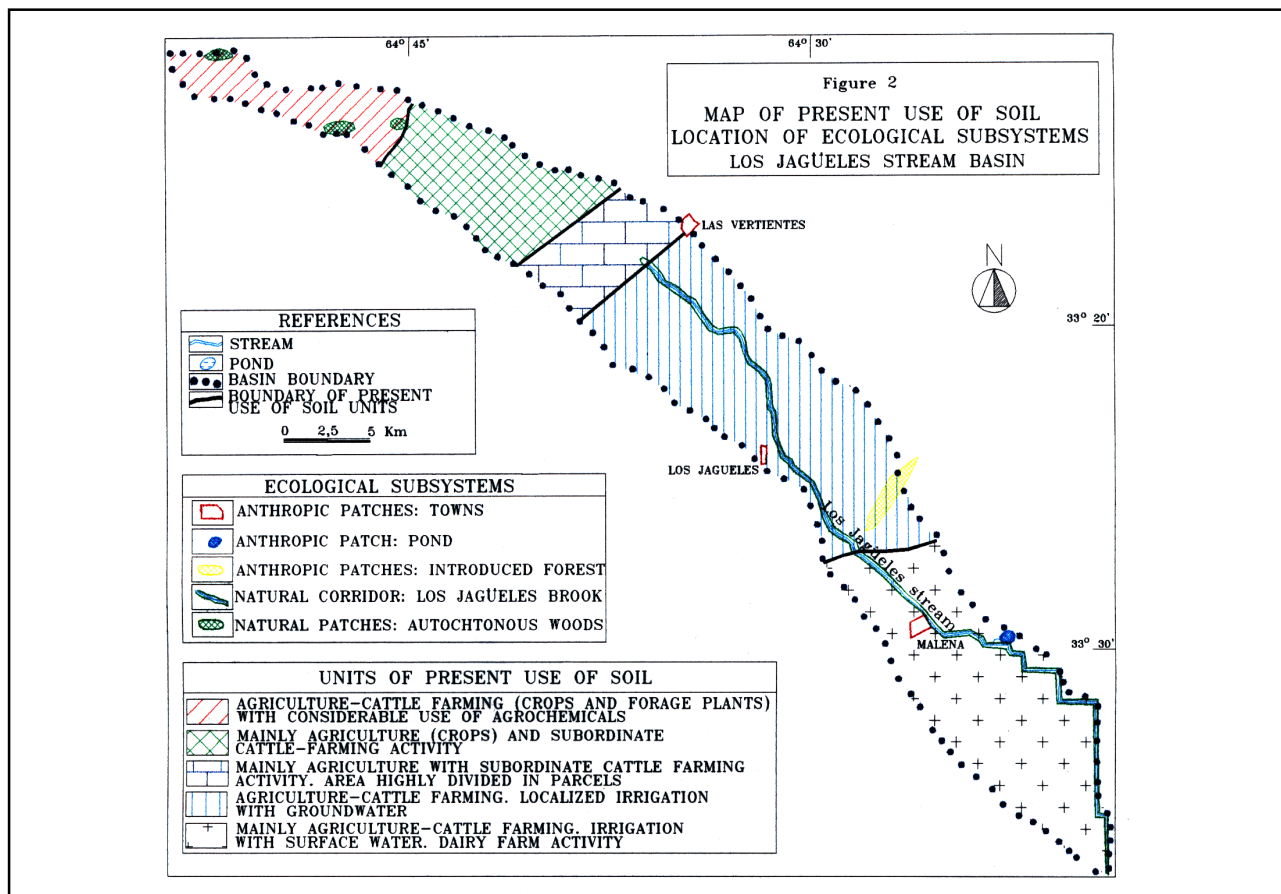 64° 45'
64° 30'
Figure 2
MAP OF PRESENT USE OF SOIL
LOCATION OF ECOLOGICAL SUBSYSTEMS
LOS JAGÜELES STREAM BASIN
LAS VERTIENTES
N
33° 20'
REFERENCES
STREAM
POND
BASIN BOUNDARY
BOUNDARY OF PRESENT
USE OF SOIL UNITS
0 2,5 5 Km
LOS JAGUELES
Los Jagüeles stream
MALENA
33° 30'
ECOLOGICAL SUBSYSTEMS
ANTHROPIC PATCHES: TOWNS
ANTHROPIC PATCH: POND
ANTHROPIC PATCHES: INTRODUCED FOREST
NATURAL CORRIDOR: LOS JAGÜELES BROOK
NATURAL PATCHES: AUTOCHTONOUS WOODS
UNITS OF PRESENT USE OF SOIL
AGRICULTURE-CATTLE FARMING (CROPS AND FORAGE PLANTS)
WITH CONSIDERABLE USE OF AGROCHEMICALS
MAINLY AGRICULTURE (CROPS) AND SUBORDINATE
CATTLE-FARMING ACTIVITY
MAINLY AGRICULTURE WITH SUBORDINATE CATTLE FARMING
ACTIVITY. AREA HIGHLY DIVIDED IN PARCELS
AGRICULTURE-CATTLE FARMING. LOCALIZED IRRIGATION
WITH GROUNDWATER
MAINLY AGRICULTURE-CATTLE FARMING. IRRIGATION
WITH SURFACE WATER. DAIRY FARM ACTIVITY